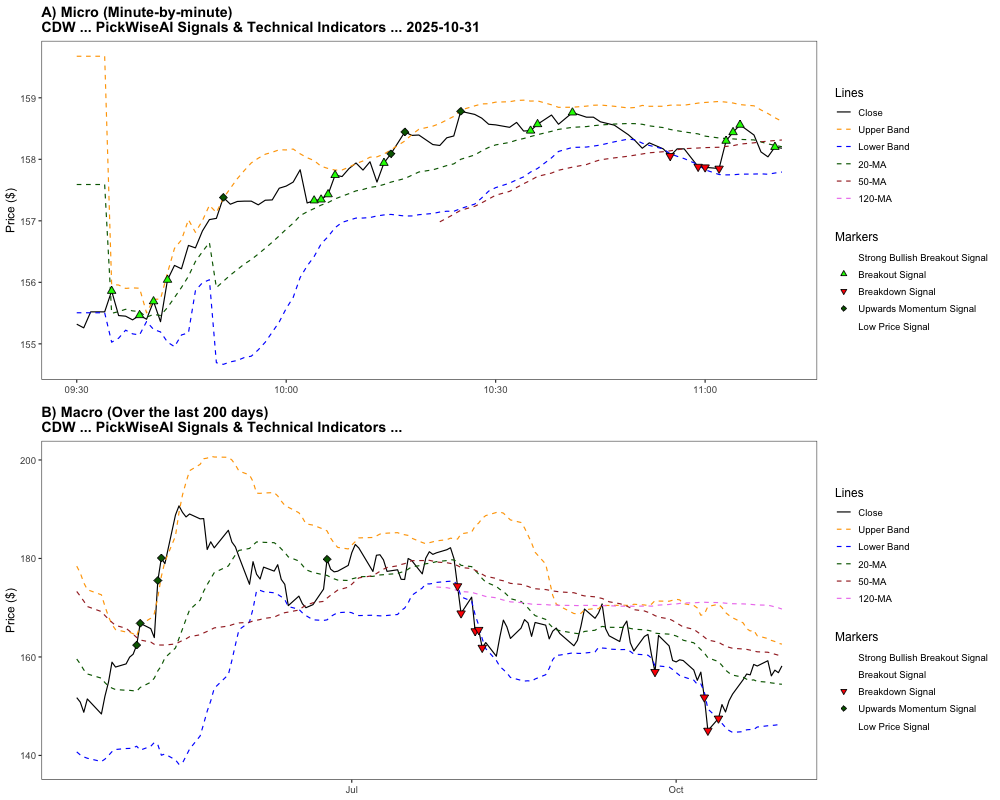 A) Micro (Minute-by-minute)
CDW ... PickWiseAI Signals & Technical Indicators ... 2025-10-31
Price ($)
159
158
157
156
155
09:30
10:00
10:30
11:00
Lines
Close
Upper Band
Lower Band
20-MA
50-MA
120-MA
Markers
Strong Bullish Breakout Signal
Breakout Signal
Breakdown Signal
Upwards Momentum Signal
Low Price Signal
B) Macro (Over the last 200 days)
CDW ... PickWiseAI Signals & Technical Indicators ...
Price ($)
200
180
160
140
Jul
Oct
Lines
Close
Upper Band
Lower Band
20-MA
50-MA
120-MA
Markers
Strong Bullish Breakout Signal
Breakout Signal
Breakdown Signal
Upwards Momentum Signal
Low Price Signal